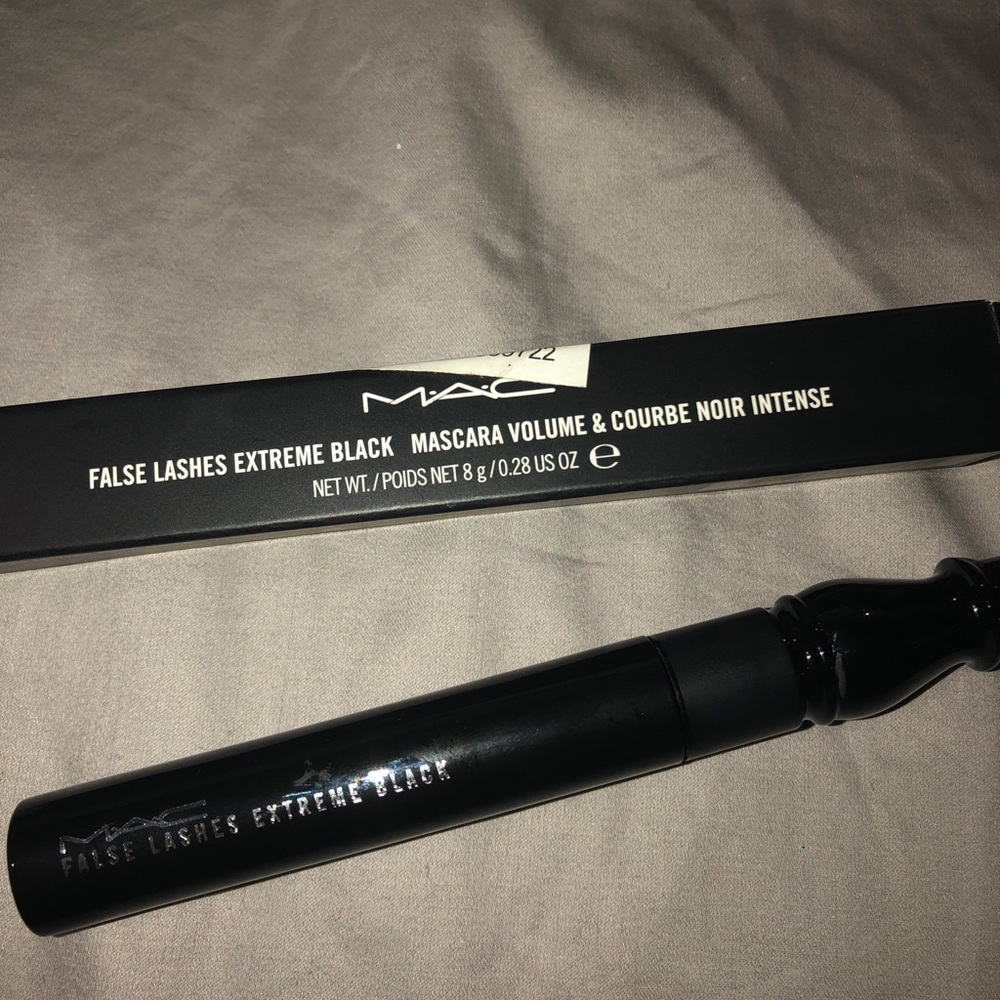 M·A·C
FALSE LASHES EXTREME BLACK MASCARA VOLUME & COURBE NOIR INTENSE
NET WT. / POIDS NET 8 g / 0.28 US OZ ℮
M·A·C
FALSE LASHES EXTREME BLACK